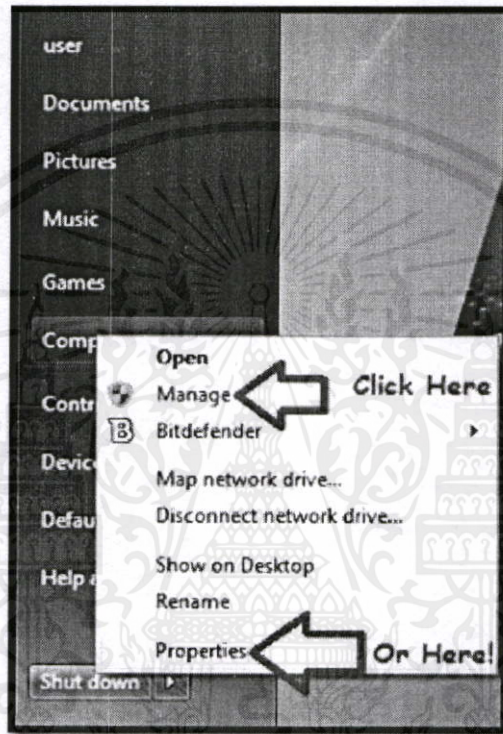 user
Documents
Pictures
Music
Games
Comp
Open
Manage
Click Here
Contr
Bitdefender
Device
Map network drive...
Defau
Disconnect network drive...
Show on Desktop
Help a
Rename
Properties
Or Here!
Shut down